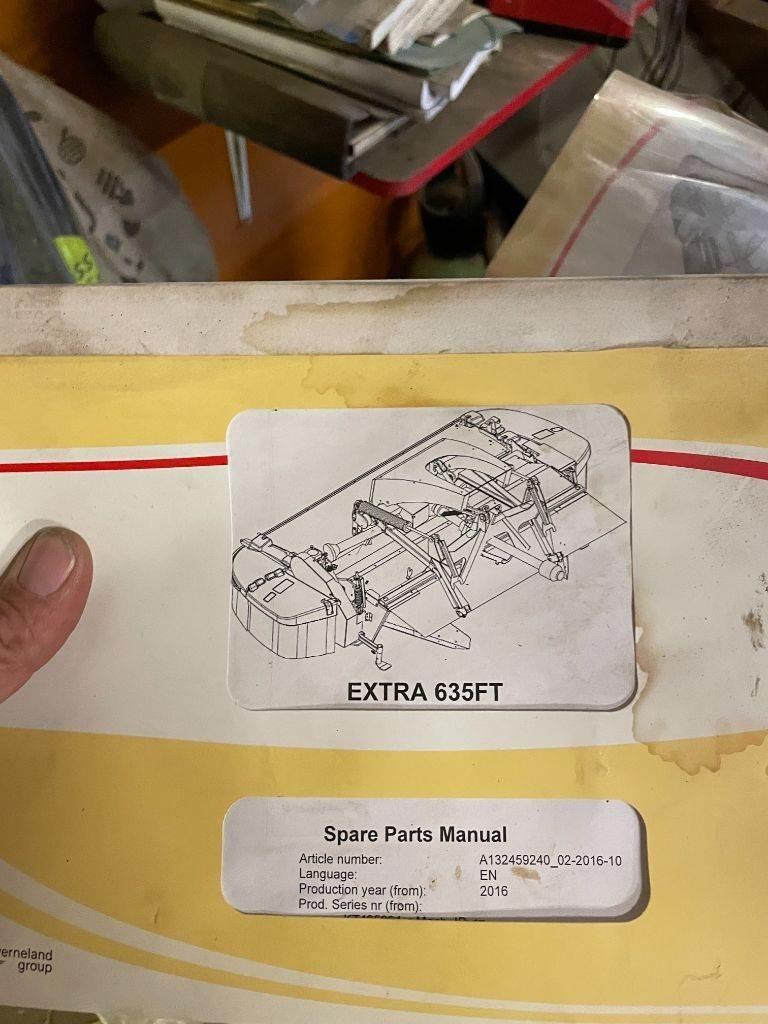 EXTRA 635FT
Spare Parts Manual
Article number: A132459240_02-2016-10
Language: EN
Production year (from): 2016
Prod. Series nr (from):
erneland
group